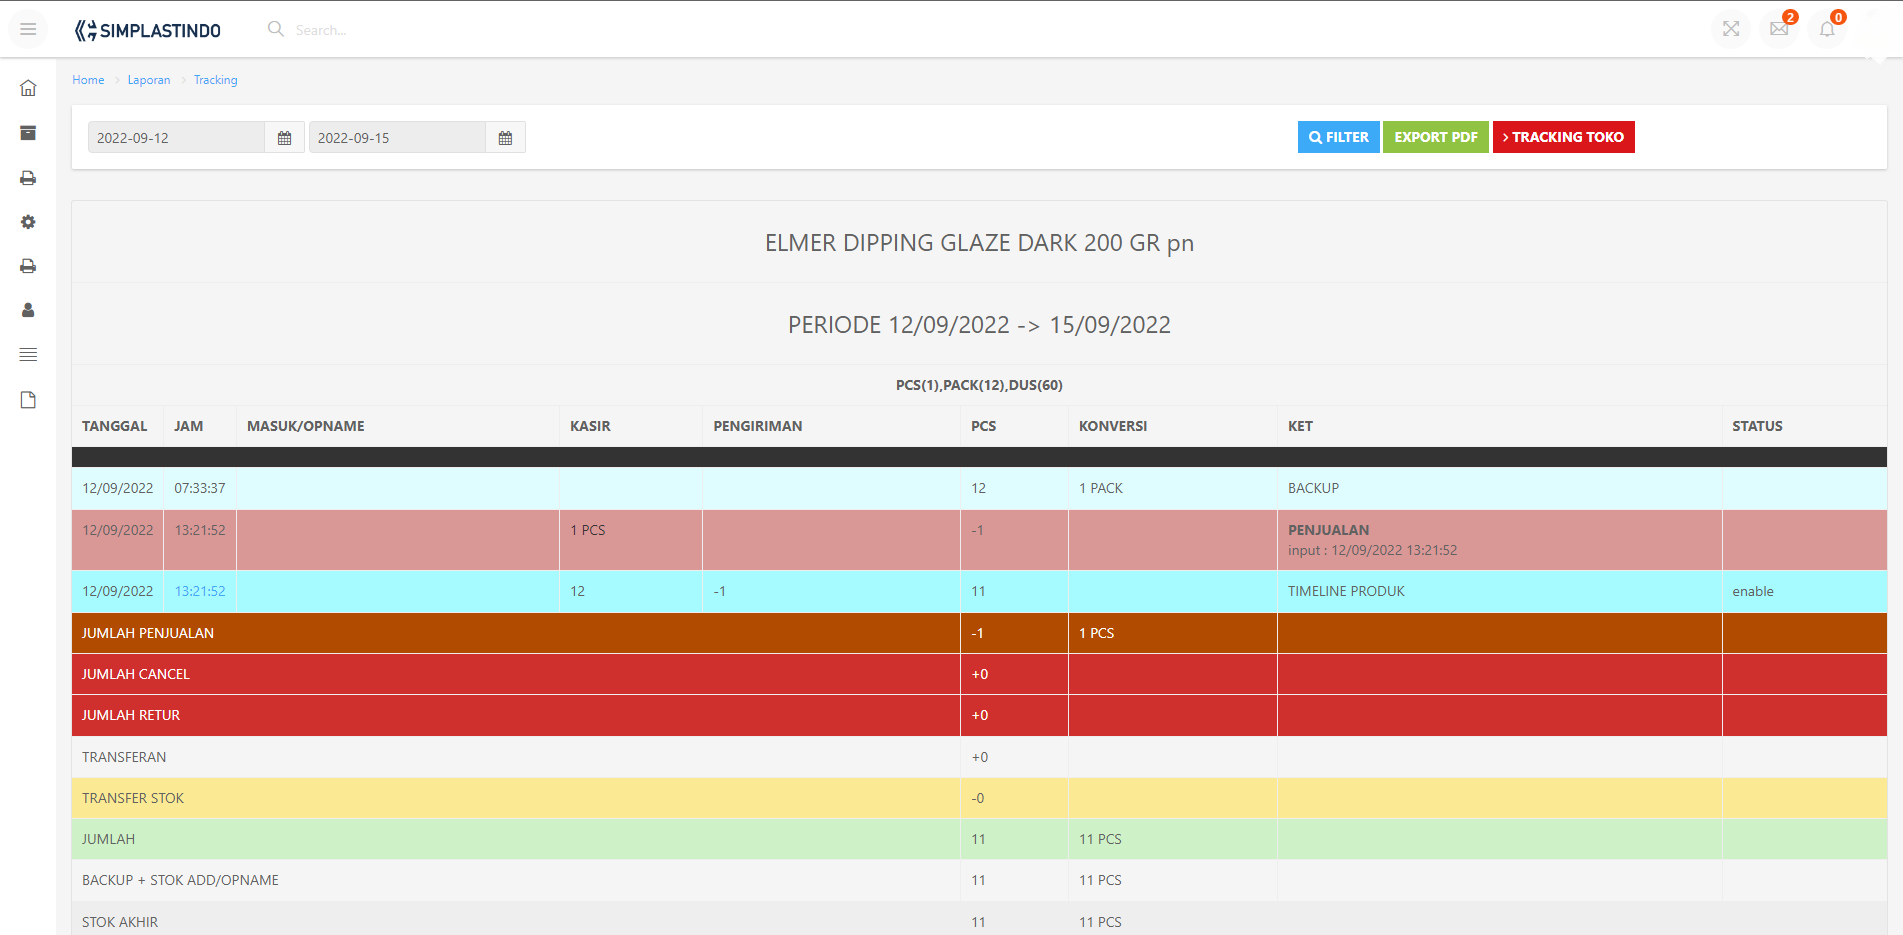 SIMPLASTINDO
Search...
2
0
Home > Laporan > Tracking
2022-09-12
2022-09-15
FILTER
EXPORT PDF
> TRACKING TOKO
ELMER DIPPING GLAZE DARK 200 GR pn
PERIODE 12/09/2022 -> 15/09/2022
PCS(1),PACK(12),DUS(60)
TANGGAL JAM MASUK/OPNAME KASIR PENGIRIMAN PCS KONVERSI KET STATUS
12/09/2022 07:33:37 12 1 PACK BACKUP
12/09/2022 13:21:52 1 PCS -1 PENJUALAN
input : 12/09/2022 13:21:52
12/09/2022 13:21:52 12 -1 11 TIMELINE PRODUK enable
JUMLAH PENJUALAN -1 1 PCS
JUMLAH CANCEL +0
JUMLAH RETUR +0
TRANSFERAN +0
TRANSFER STOK -0
JUMLAH 11 11 PCS
BACKUP + STOK ADD/OPNAME 11 11 PCS
STOK AKHIR 11 11 PCS